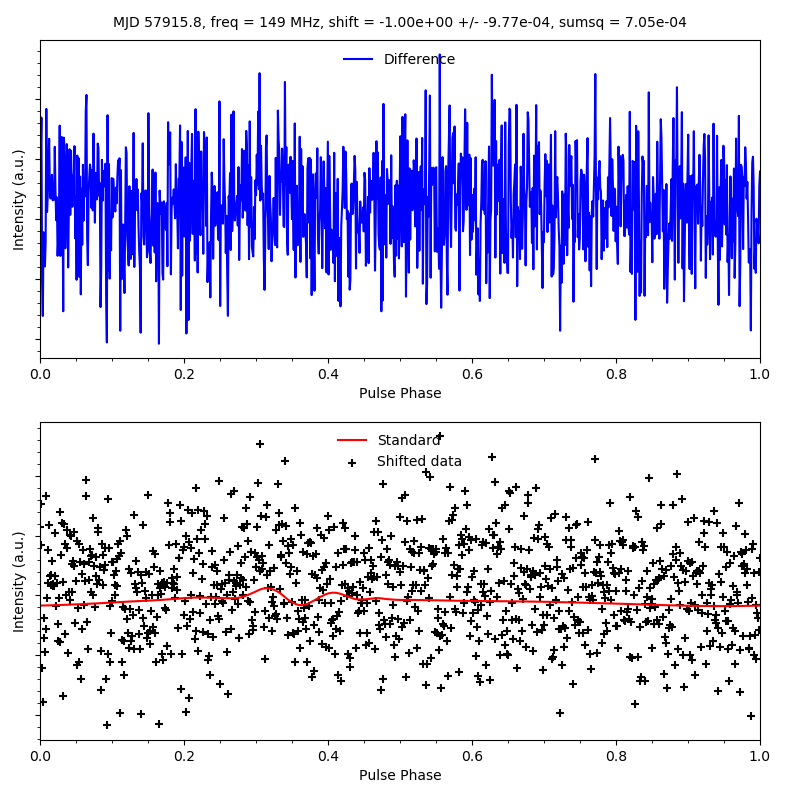 MJD 57915.8, freq = 149 MHz, shift = -1.00e+00 +/- -9.77e-04, sumsq = 7.05e-04
Difference
Intensity (a.u.)
0.0 0.2 0.4 0.6 0.8 1.0
Pulse Phase
Standard
Shifted data
Intensity (a.u.)
0.0 0.2 0.4 0.6 0.8 1.0
Pulse Phase